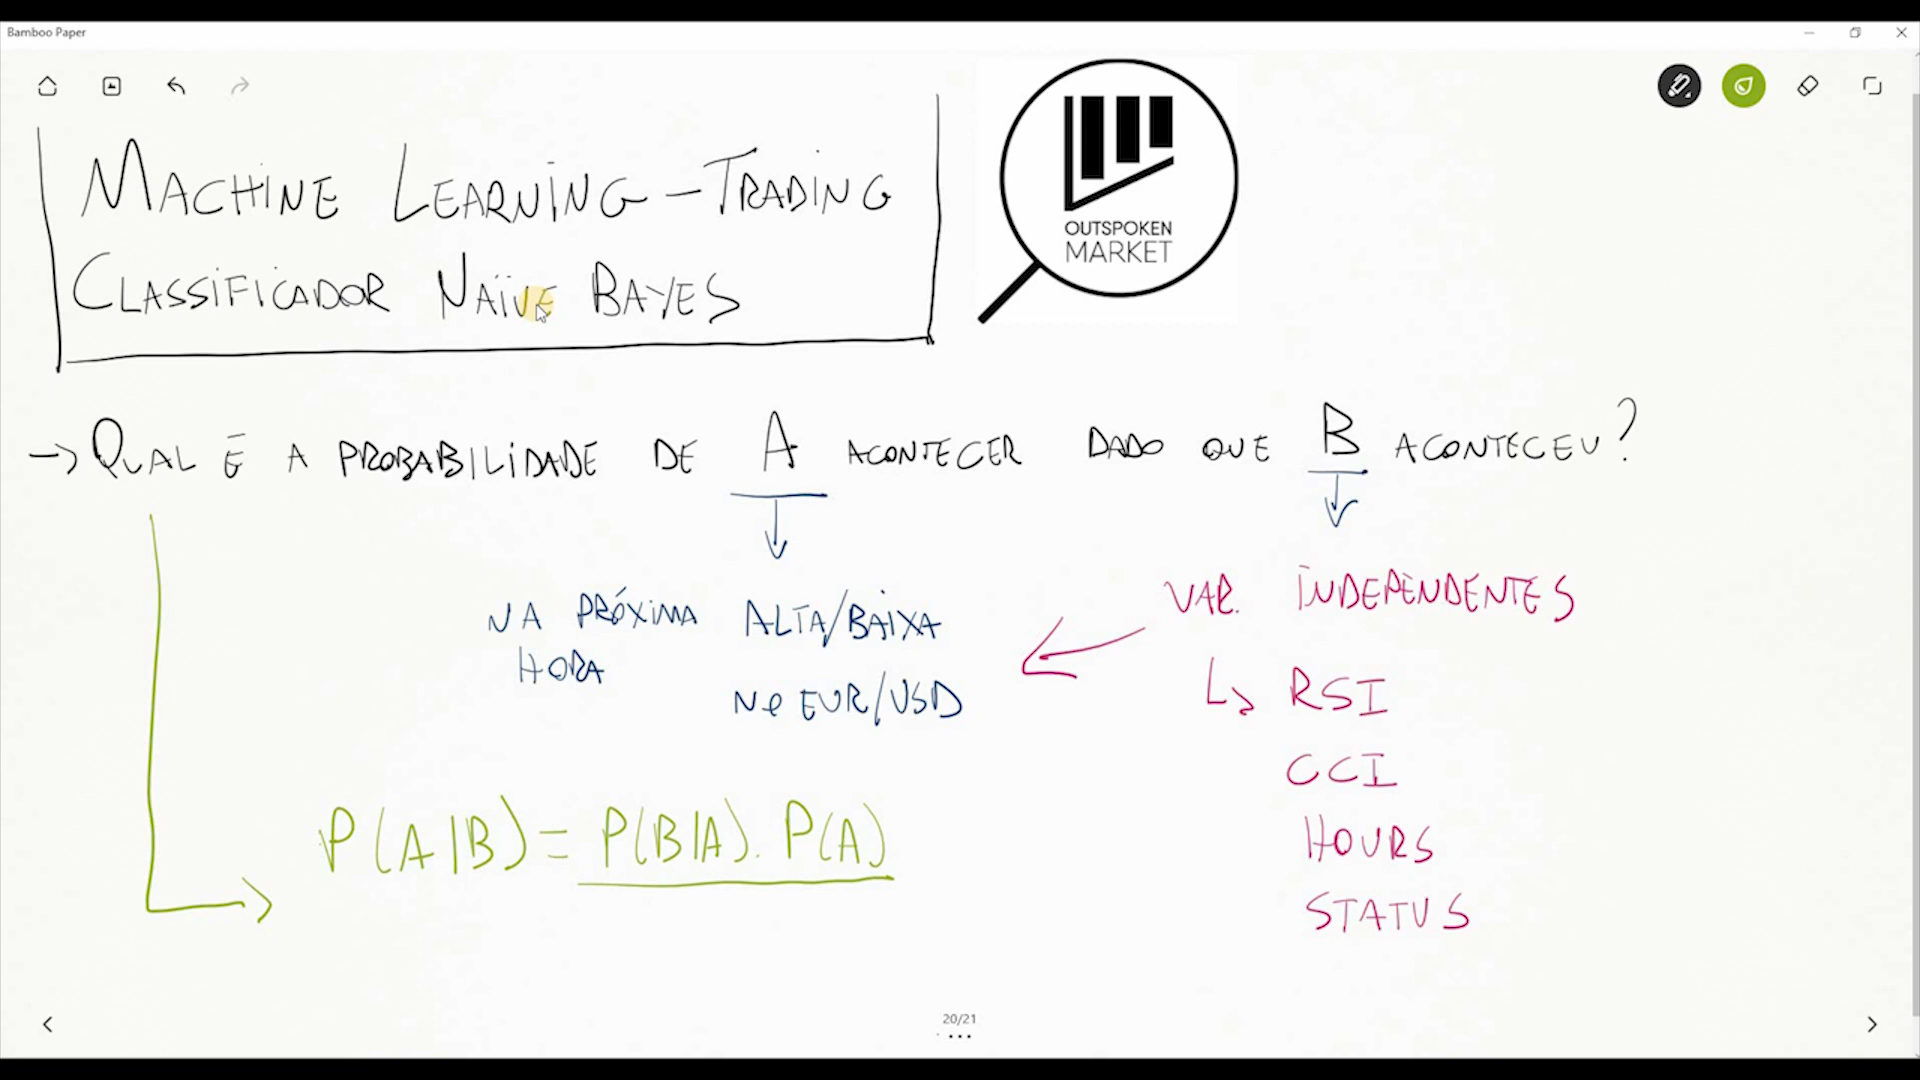 Bamboo Paper
MACHINE LEARNING - TRADING
CLASSIFICADOR NAÏVE BAYES
OUTSPOKEN
MARKET
→ QUAL É A PROBABILIDADE DE A ACONTECER DADO QUE B ACONTECEU?
NA PRÓXIMA HORA
ALTA/BAIXA
NO EUR/USD
VAR. INDEPENDENTES
↳ RSI
CCI
HOURS
STATUS
P(A|B) = P(B|A). P(A)
20/21